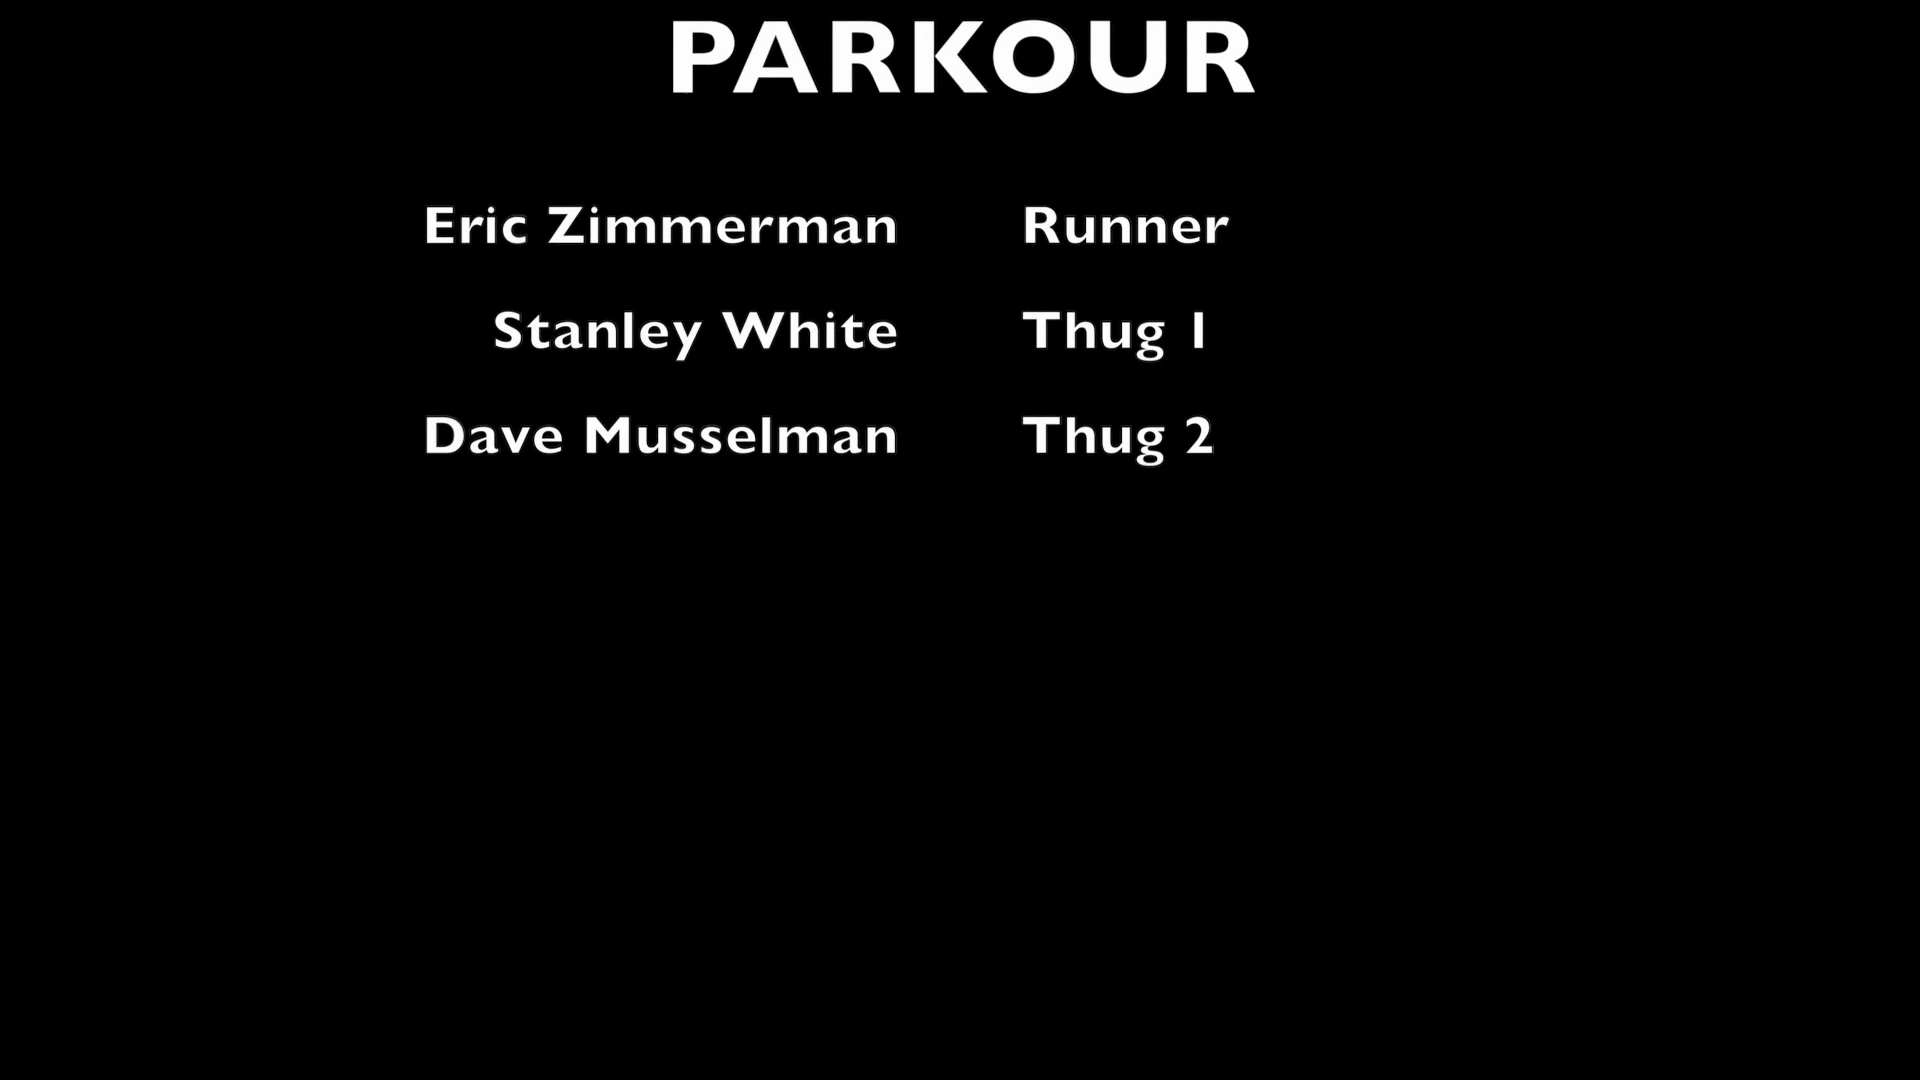 PARKOUR
Eric Zimmerman Runner
Stanley White Thug 1
Dave Musselman Thug 2